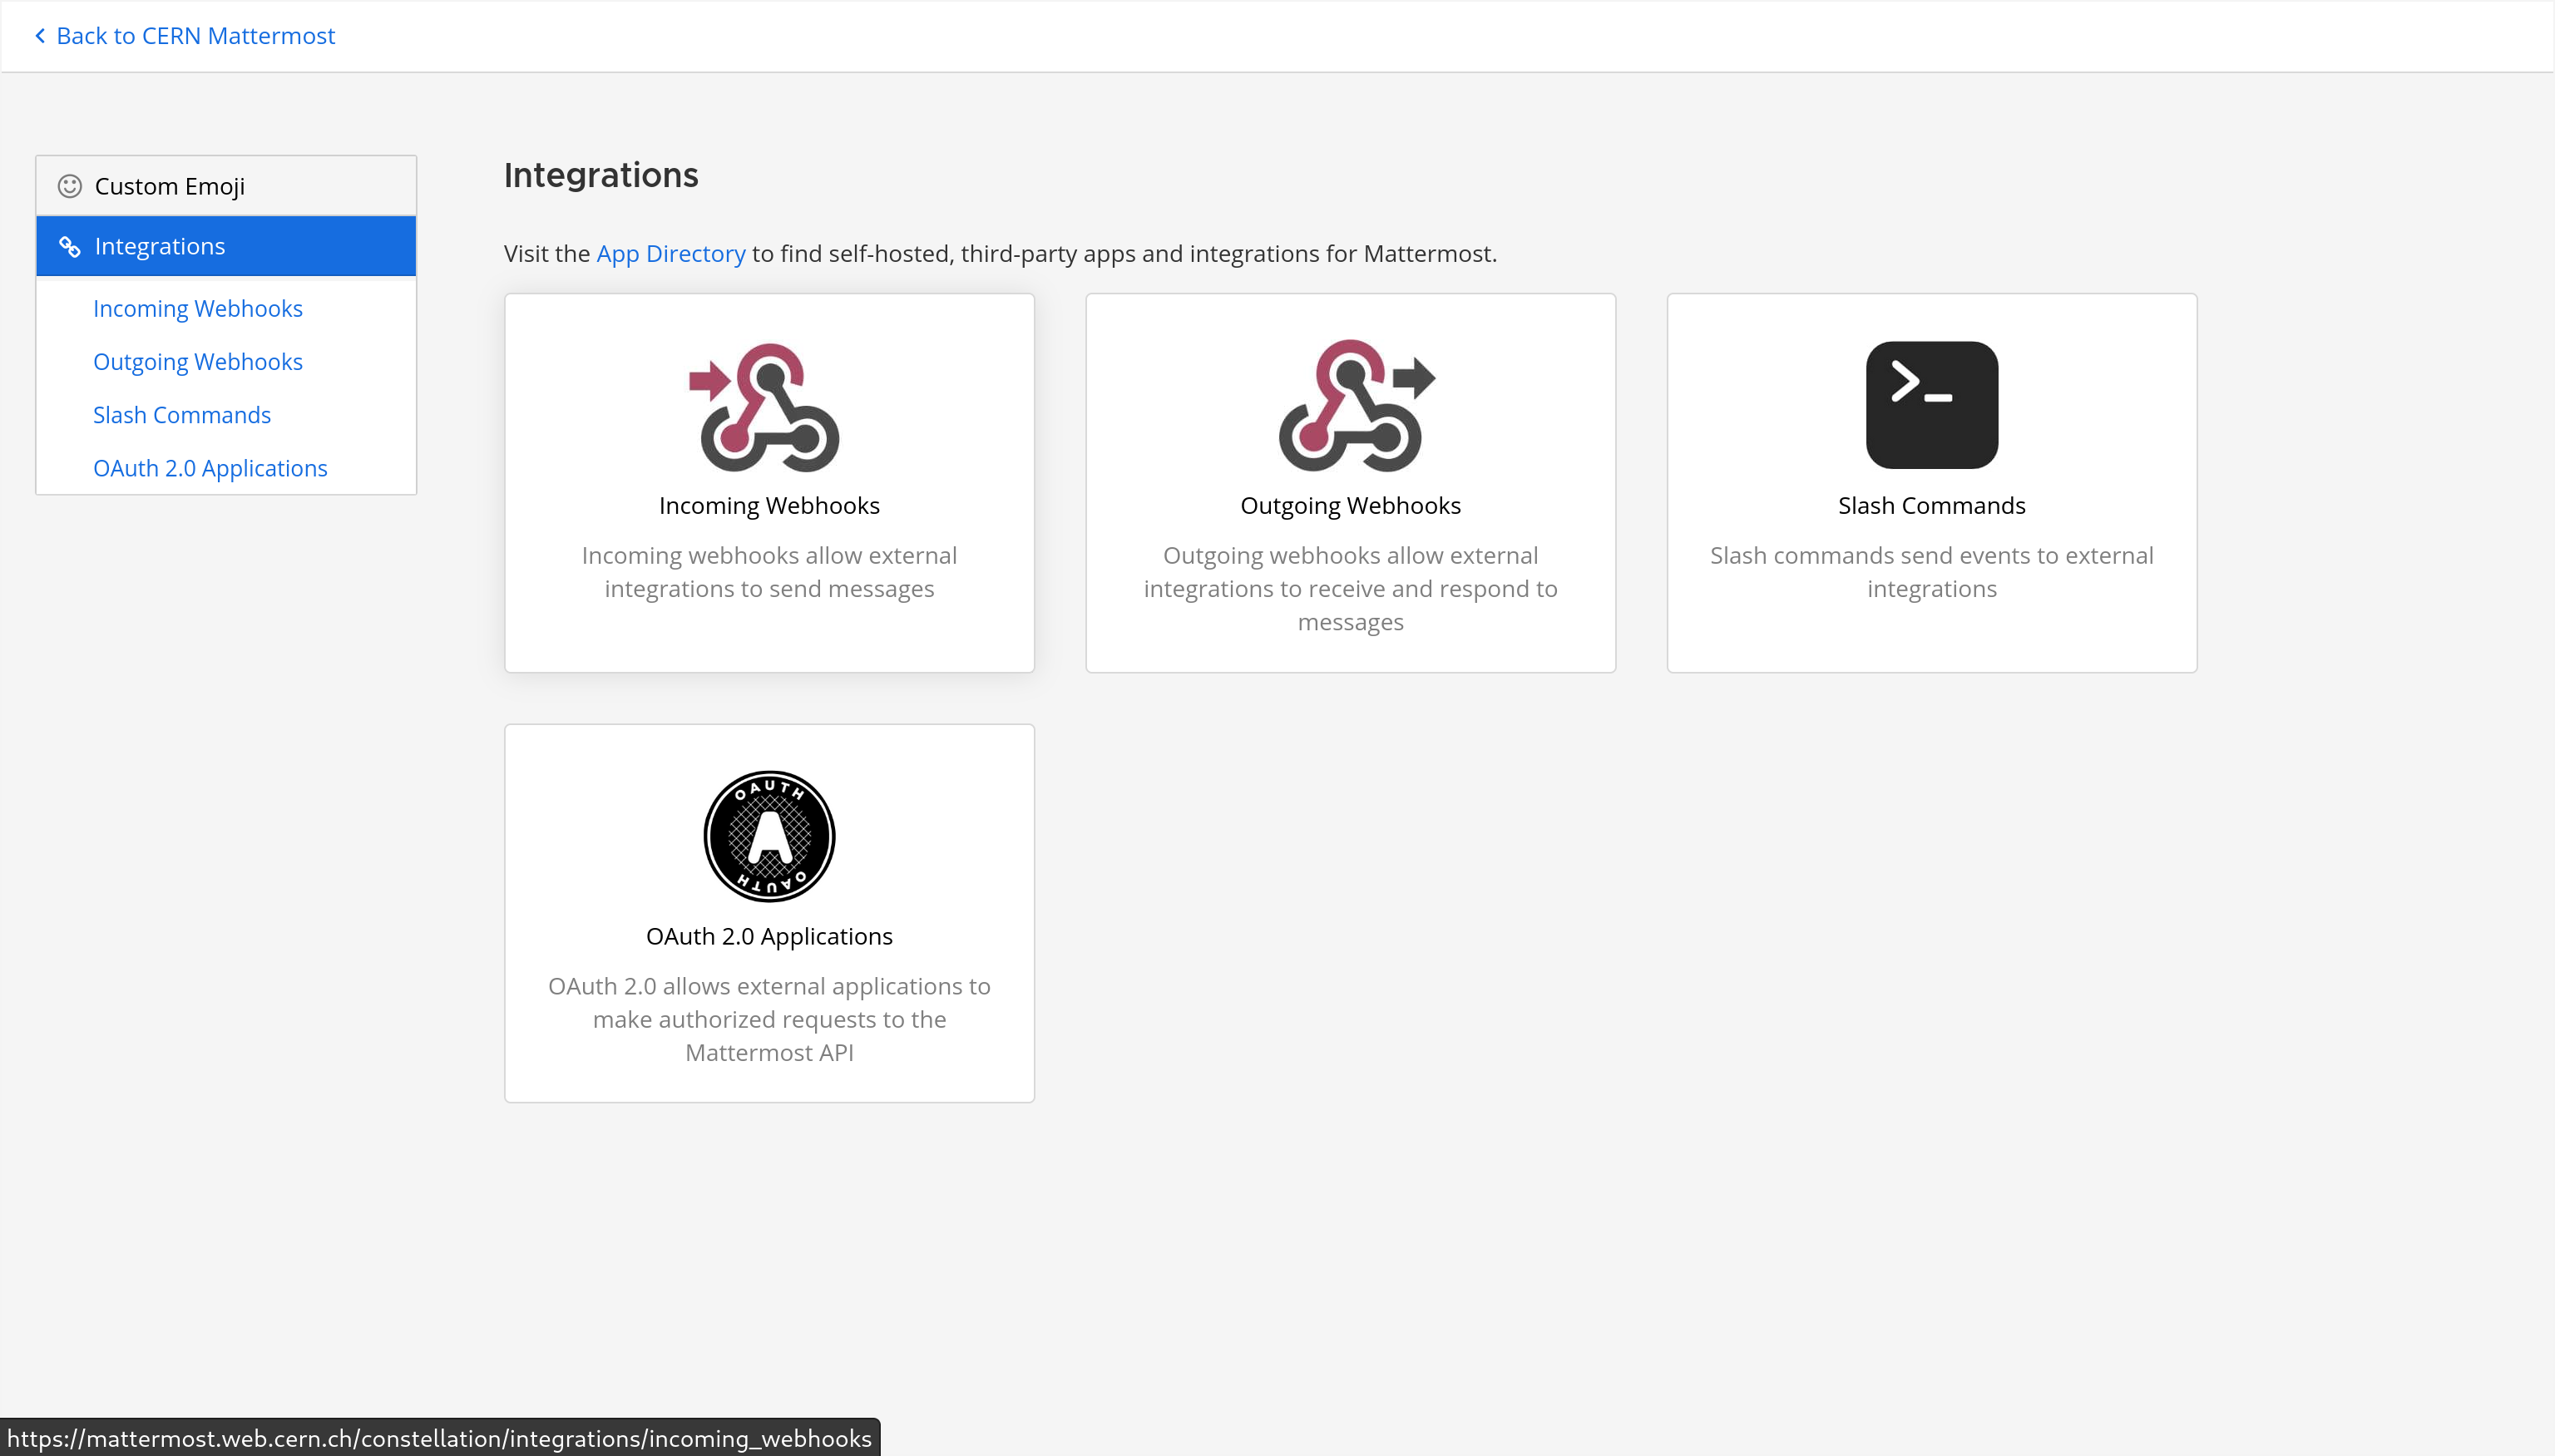 Back to CERN Mattermost
Custom Emoji
Integrations
Incoming Webhooks
Outgoing Webhooks
Slash Commands
OAuth 2.0 Applications
Integrations
Visit the App Directory to find self-hosted, third-party apps and integrations for Mattermost.
Incoming Webhooks
Incoming webhooks allow external
integrations to send messages
Outgoing Webhooks
Outgoing webhooks allow external
integrations to receive and respond to
messages
>_
Slash Commands
Slash commands send events to external
integrations
OAUTH
A
OAUTH
OAuth 2.0 Applications
OAuth 2.0 allows external applications to
make authorized requests to the
Mattermost API
https://mattermost.web.cern.ch/constellation/integrations/incoming_webhooks